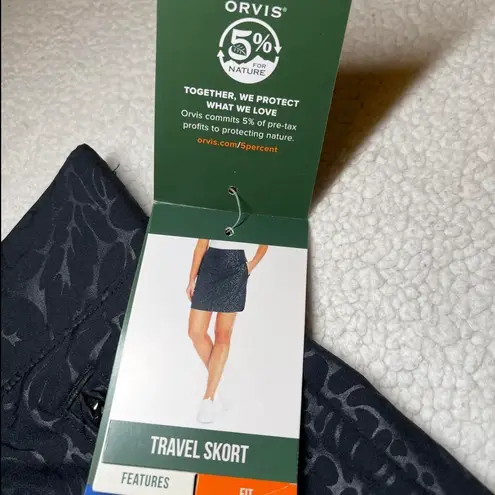 ORVIS®
5%
FOR
NATURE
TOGETHER, WE PROTECT
WHAT WE LOVE
Orvis commits 5% of pre-tax
profits to protecting nature.
orvis.com/5percent
TRAVEL SKORT
FEATURES
FIT